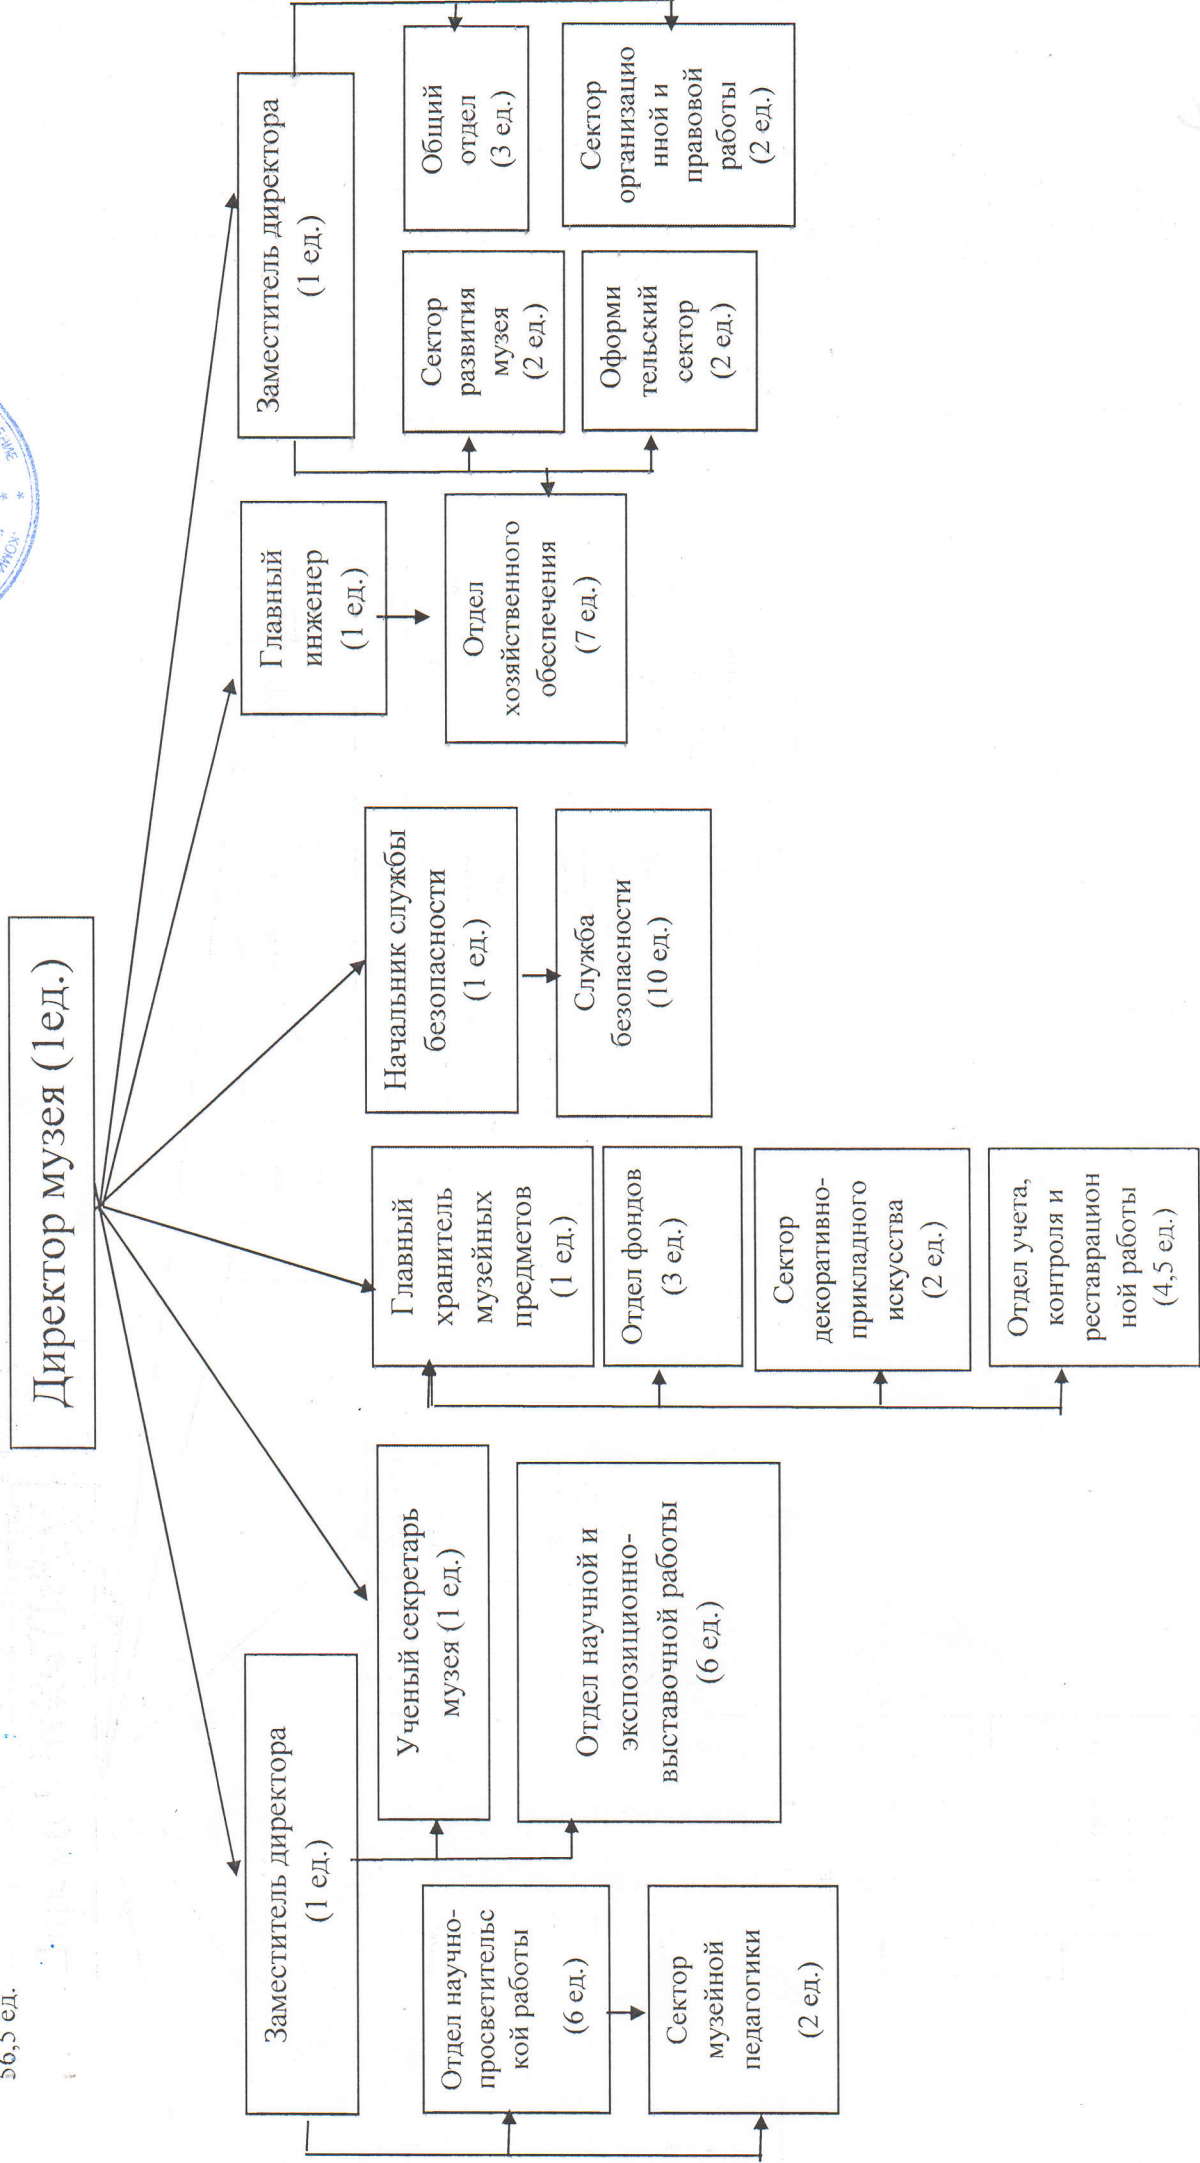 56,5 ед.
Директор музея (1ед.)
Заместитель директора
(1 ед.)
Отдел научно-
просветительс
кой работы
(6 ед.)
Сектор
музейной
педагогики
(2 ед.)
Ученый секретарь
музея (1 ед.)
Отдел научной и
экспозиционно-
выставочной работы
(6 ед.)
Главный
хранитель
музейных
предметов
(1 ед.)
Отдел фондов
(3 ед.)
Сектор
декоративно-
прикладного
искусства
(2 ед.)
Отдел учета,
контроля и
реставрацион
ной работы
(4,5 ед.)
Начальник службы
безопасности
(1 ед.)
Служба
безопасности
(10 ед.)
Главный
инженер
(1 ед.)
Отдел
хозяйственного
обеспечения
(7 ед.)
Заместитель директора
(1 ед.)
Сектор
развития
музея
(2 ед.)
Оформи
тельский
сектор
(2 ед.)
Общий
отдел
(3 ед.)
Сектор
организацио
нной и
правовой
работы
(2 ед.)